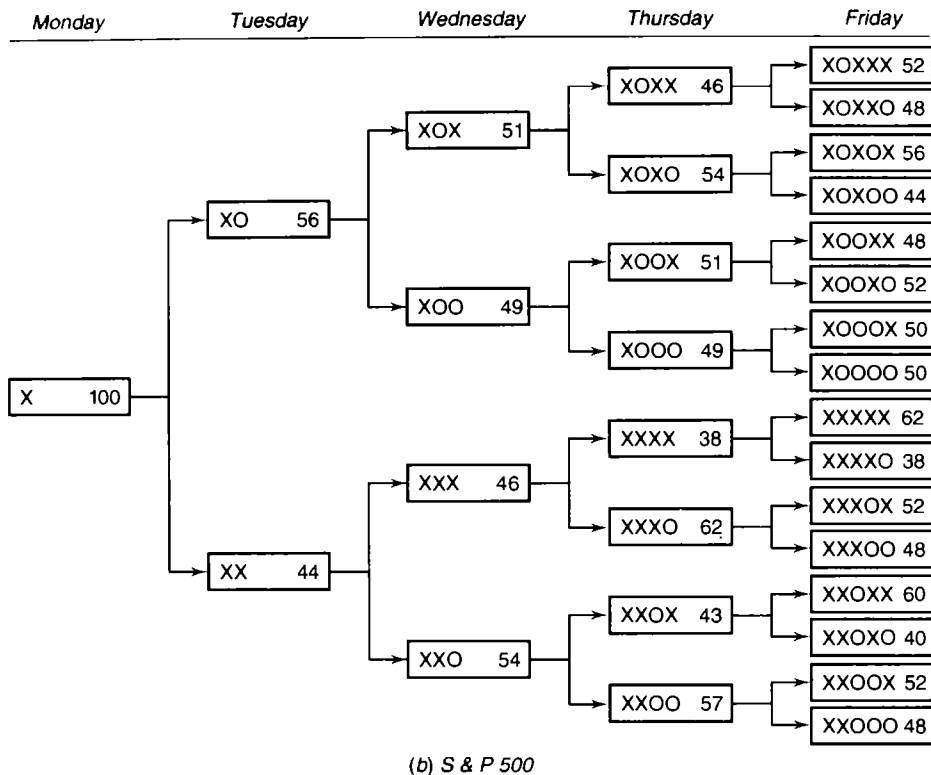 Monday Tuesday Wednesday Thursday Friday
XOXXX 52
XOXX 46
XOXXO 48
XOX 51
XOXOX 56
XOXO 54
XOXOO 44
XO 56
XOOXX 48
XOOX 51
XOOXO 52
XOO 49
XOOOX 50
XOOO 49
XOOOO 50
X 100
XXXXX 62
XXXX 38
XXXXO 38
XXX 46
XXXOX 52
XXXO 62
XXXOO 48
XX 44
XXOXX 60
XXOX 43
XXOXO 40
XXO 54
XXOOX 52
XXOO 57
XXOOO 48
(b) S & P 500